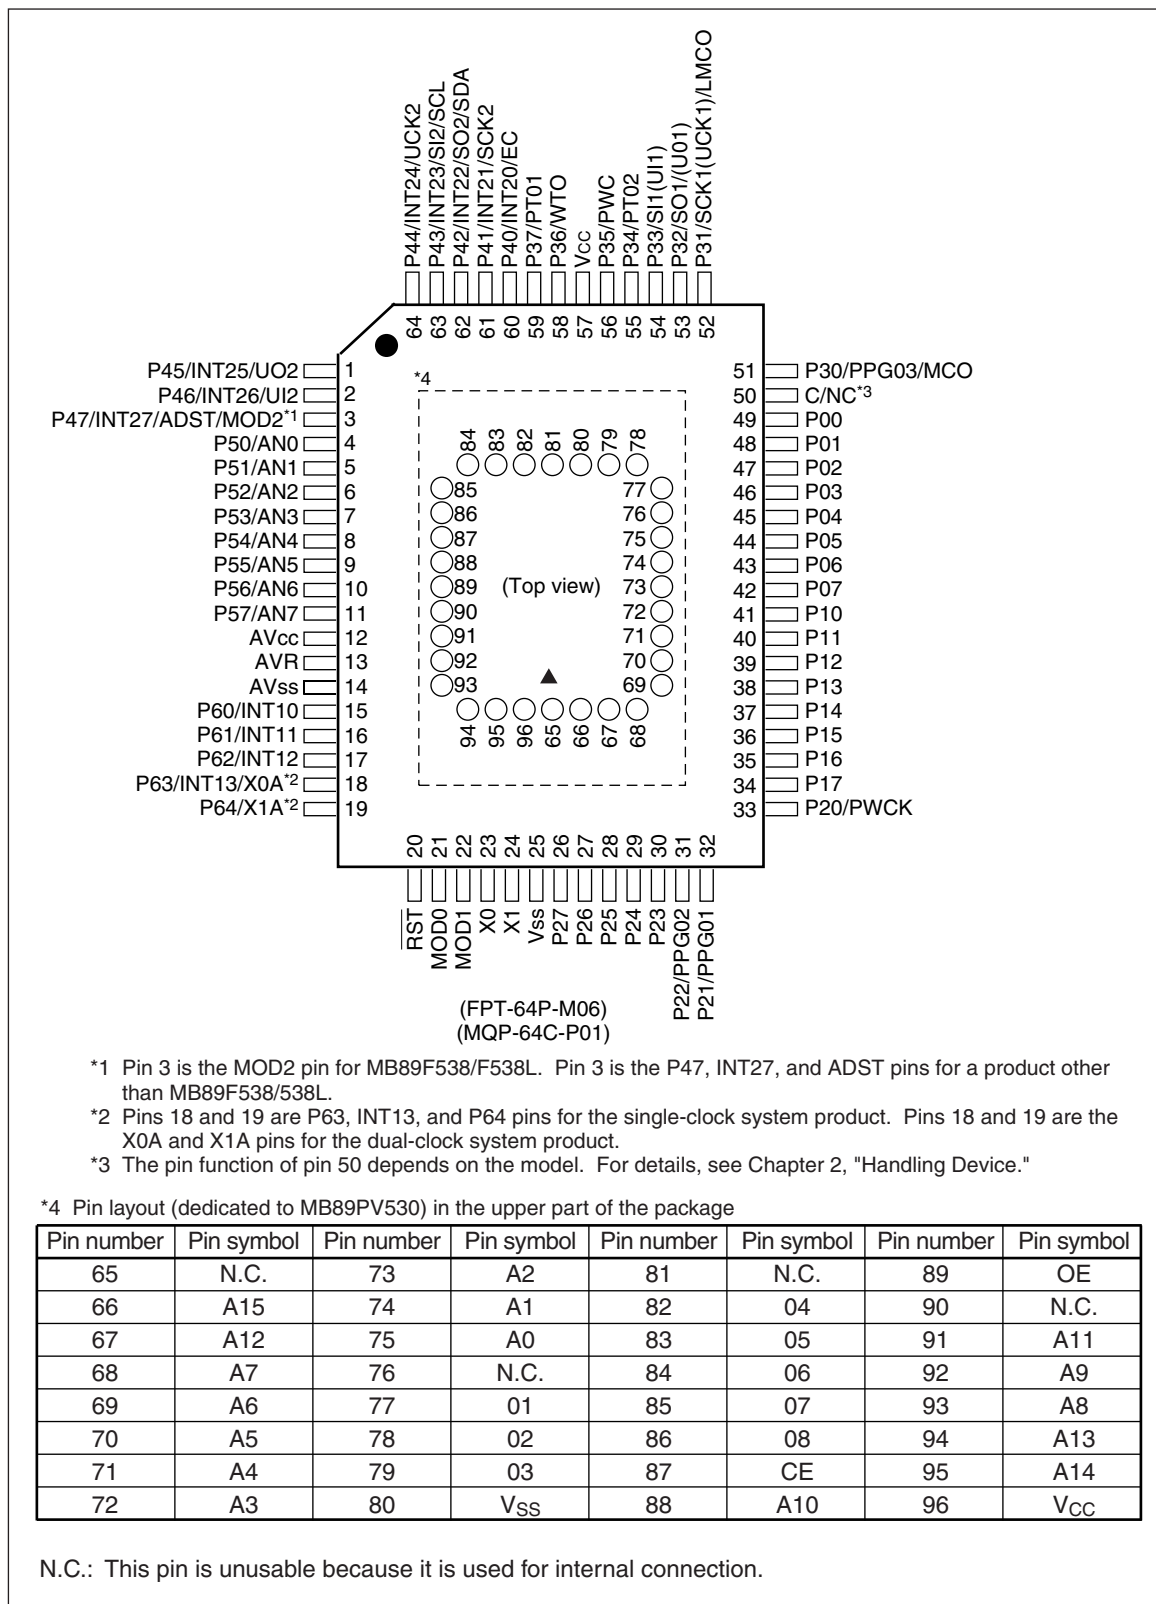 P44/INT24/UCK2
P43/INT23/SI2/SCL
P42/INT22/SO2/SDA
P41/INT21/SCK2
P40/INT20/EC
P37/PT01
P36/WTO
Vcc
P35/PWC
P34/PT02
P33/SI1(UI1)
P32/SO1/(U01)
P31/SCK1(UCK1)/LMCO
64 63 62 61 60 59 58 57 56 55 54 53 52
P45/INT25/UO2 1
P46/INT26/UI2 2
P47/INT27/ADST/MOD2*1 3
P50/AN0 4
P51/AN1 5
P52/AN2 6
P53/AN3 7
P54/AN4 8
P55/AN5 9
P56/AN6 10
P57/AN7 11
AVcc 12
AVR 13
AVss 14
P60/INT10 15
P61/INT11 16
P62/INT12 17
P63/INT13/X0A*2 18
P64/X1A*2 19
*4
84 83 82 81 80 79 78
85 77
86 76
87 75
88 74
89 (Top view) 73
90 72
91 71
92 70
93 69
94 95 96 65 66 67 68
51 P30/PPG03/MCO
50 C/NC*3
49 P00
48 P01
47 P02
46 P03
45 P04
44 P05
43 P06
42 P07
41 P10
40 P11
39 P12
38 P13
37 P14
36 P15
35 P16
34 P17
33 P20/PWCK
20 21 22 23 24 25 26 27 28 29 30 31 32
RST
MOD0
MOD1
X0
X1
Vss
P27
P26
P25
P24
P23
P22/PPG02
P21/PPG01
(FPT-64P-M06)
(MQP-64C-P01)
*1 Pin 3 is the MOD2 pin for MB89F538/F538L. Pin 3 is the P47, INT27, and ADST pins for a product other
than MB89F538/538L.
*2 Pins 18 and 19 are P63, INT13, and P64 pins for the single-clock system product. Pins 18 and 19 are the
X0A and X1A pins for the dual-clock system product.
*3 The pin function of pin 50 depends on the model. For details, see Chapter 2, "Handling Device."
*4 Pin layout (dedicated to MB89PV530) in the upper part of the package
Pin number Pin symbol Pin number Pin symbol Pin number Pin symbol Pin number Pin symbol
65 N.C. 73 A2 81 N.C. 89 OE
66 A15 74 A1 82 04 90 N.C.
67 A12 75 A0 83 05 91 A11
68 A7 76 N.C. 84 06 92 A9
69 A6 77 01 85 07 93 A8
70 A5 78 02 86 08 94 A13
71 A4 79 03 87 CE 95 A14
72 A3 80 VSS 88 A10 96 VCC
N.C.: This pin is unusable because it is used for internal connection.